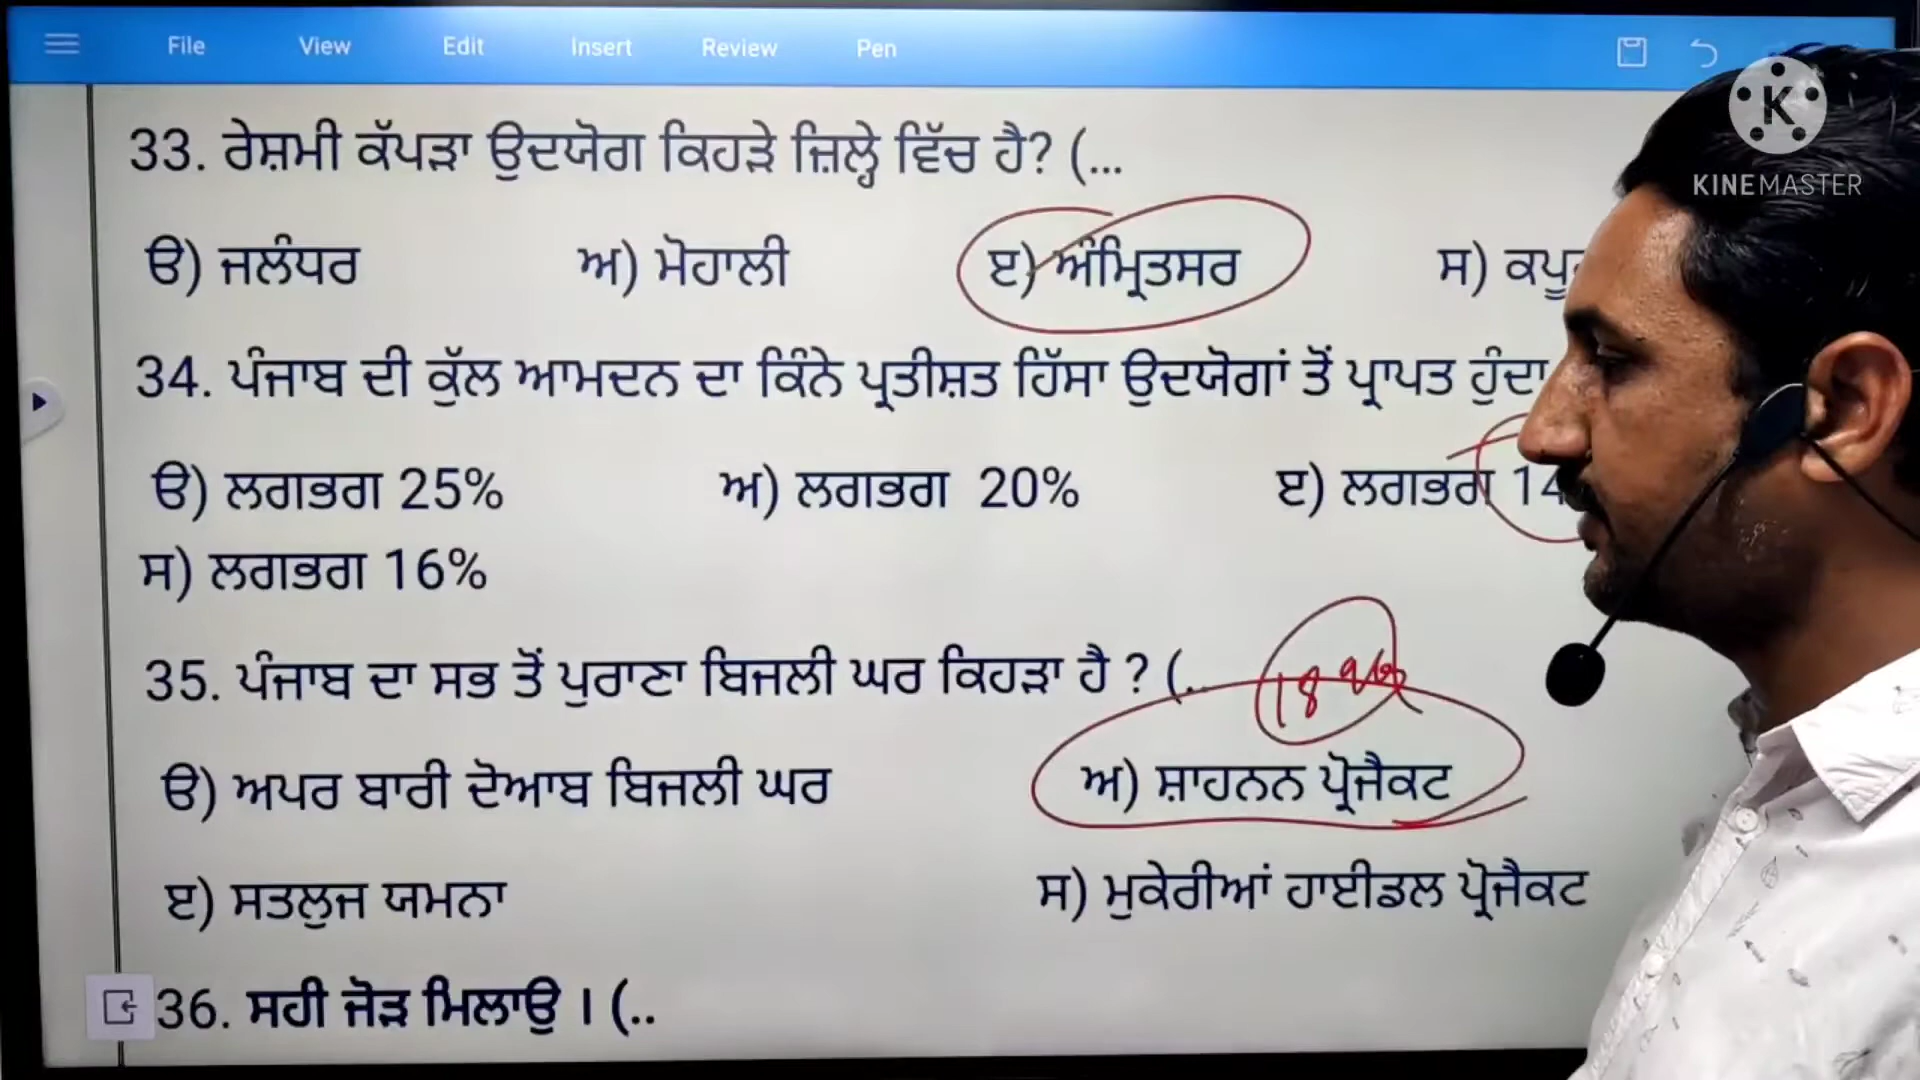 File View Edit Insert Review Pen
K
KINEMASTER
33. ਰੇਸ਼ਮੀ ਕੱਪੜਾ ਉਦਯੋਗ ਕਿਹੜੇ ਜ਼ਿਲ੍ਹੇ ਵਿੱਚ ਹੈ? (...
ੳ) ਜਲੰਧਰ ਅ) ਮੋਹਾਲੀ ੲ) ਅੰਮ੍ਰਿਤਸਰ ਸ)
34. ਪੰਜਾਬ ਦੀ ਕੁੱਲ ਆਮਦਨ ਦਾ ਕਿੰਨੇ ਪ੍ਰਤੀਸ਼ਤ ਹਿੱਸਾ ਉਦਯੋਗਾਂ ਤੋਂ ਪ੍ਰਾਪਤ ਹੁੰਦਾ
ੳ) ਲਗਭਗ 25% ਅ) ਲਗਭਗ 20% ੲ) ਲਗਭਗ 14
ਸ) ਲਗਭਗ 16%
35. ਪੰਜਾਬ ਦਾ ਸਭ ਤੋਂ ਪੁਰਾਣਾ ਬਿਜਲੀ ਘਰ ਕਿਹੜਾ ਹੈ ? (..
ੳ) ਅਪਰ ਬਾਰੀ ਦੋਆਬ ਬਿਜਲੀ ਘਰ ਅ) ਸ਼ਾਹਨਨ ਪ੍ਰੋਜੈਕਟ
ੲ) ਸਤਲੁਜ ਯਮਨਾ ਸ) ਮੁਕੇਰੀਆਂ ਹਾਈਡਲ ਪ੍ਰੋਜੈਕਟ
36. ਸਹੀ ਜੋੜ ਮਿਲਾਉ । (..